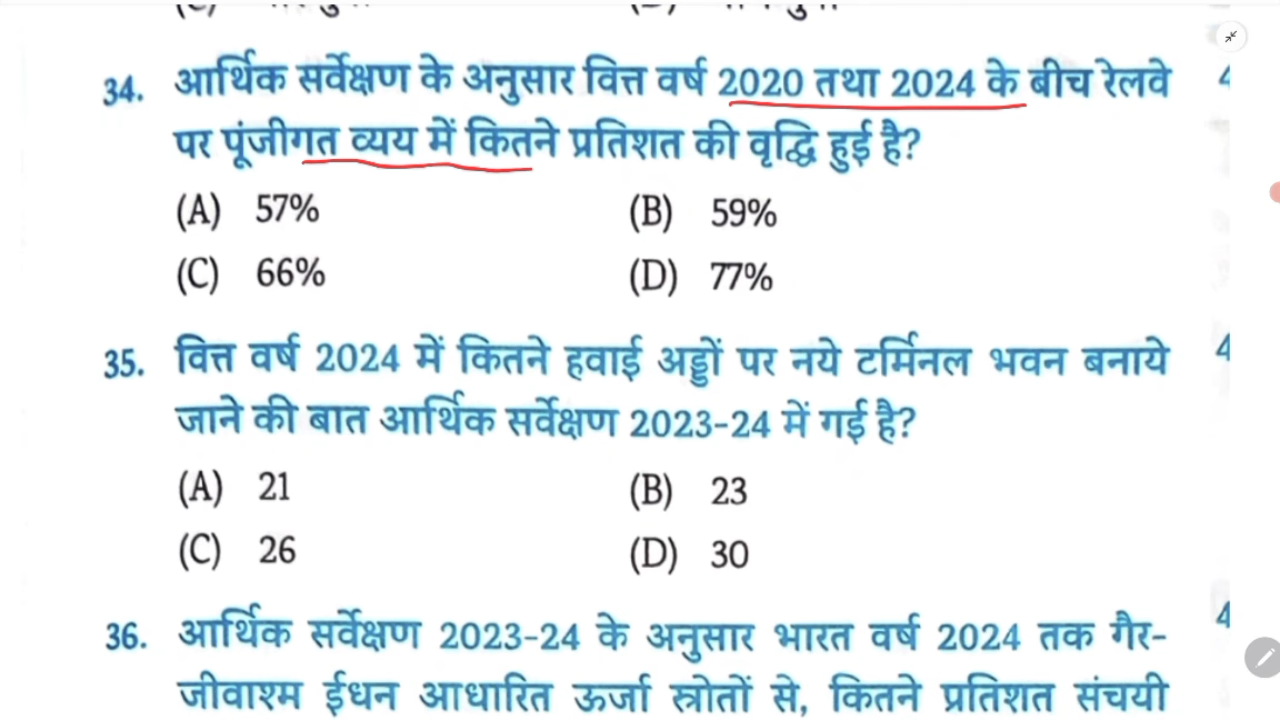 34. आर्थिक सर्वेक्षण के अनुसार वित्त वर्ष 2020 तथा 2024 के बीच रेलवे
पर पूंजीगत व्यय में कितने प्रतिशत की वृद्धि हुई है?
(A) 57% (B) 59%
(C) 66% (D) 77%
35. वित्त वर्ष 2024 में कितने हवाई अड्डों पर नये टर्मिनल भवन बनाये
जाने की बात आर्थिक सर्वेक्षण 2023-24 में गई है?
(A) 21 (B) 23
(C) 26 (D) 30
36. आर्थिक सर्वेक्षण 2023-24 के अनुसार भारत वर्ष 2024 तक गैर-
जीवाश्म ईधन आधारित ऊर्जा स्रोतों से, कितने प्रतिशत संचयी